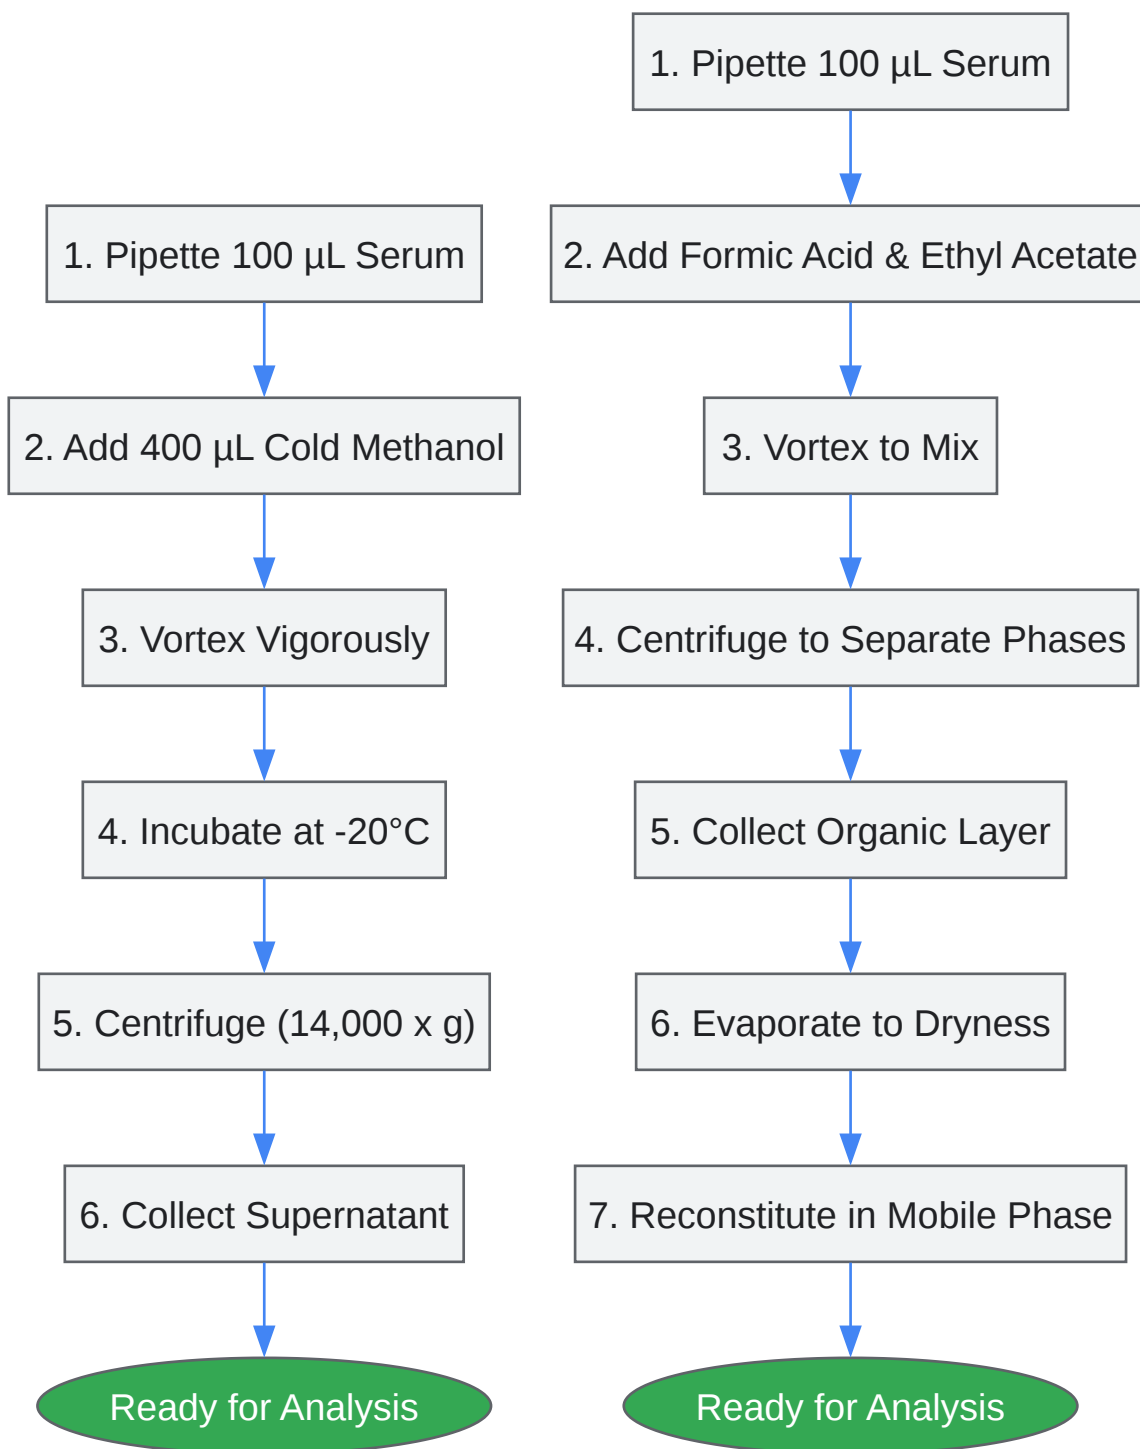 1. Pipette 100 µL Serum
2. Add 400 µL Cold Methanol
3. Vortex Vigorously
4. Incubate at -20°C
5. Centrifuge (14,000 x g)
6. Collect Supernatant
Ready for Analysis
1. Pipette 100 µL Serum
2. Add Formic Acid & Ethyl Acetate
3. Vortex to Mix
4. Centrifuge to Separate Phases
5. Collect Organic Layer
6. Evaporate to Dryness
7. Reconstitute in Mobile Phase
Ready for Analysis